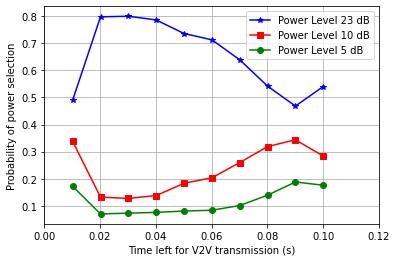 Power Level 23 dB
Power Level 10 dB
Power Level 5 dB
Probability of power selection
0.8
0.7
0.6
0.5
0.4
0.3
0.2
0.1
0.00 0.02 0.04 0.06 0.08 0.10 0.12
Time left for V2V transmission (s)